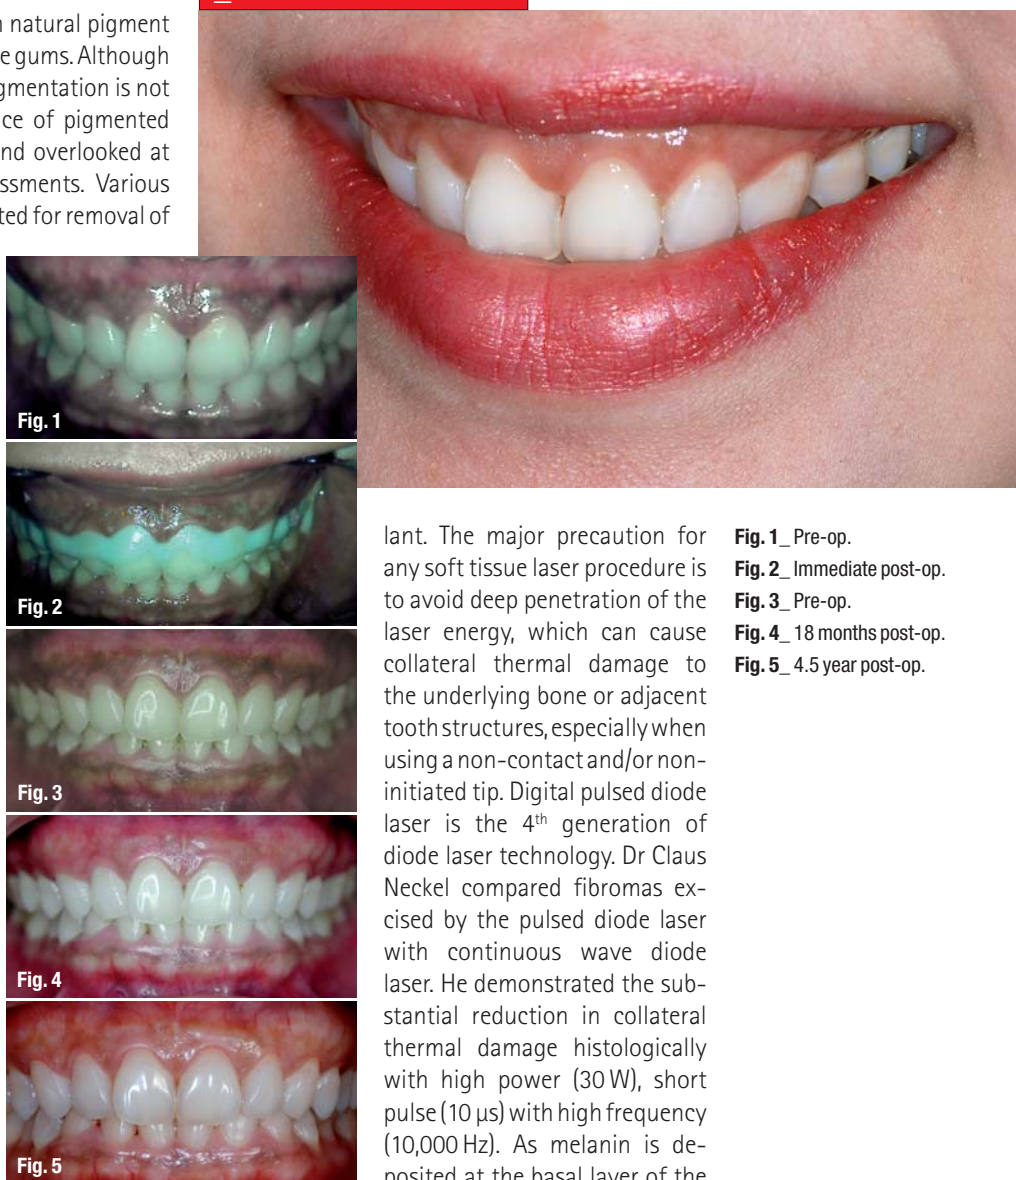 n natural pigment
e gums. Although
gmentation is not
ce of pigmented
nd overlooked at
ssments. Various
ted for removal of
Fig. 1
Fig. 2
Fig. 3
Fig. 4
Fig. 5
lant. The major precaution for
any soft tissue laser procedure is
to avoid deep penetration of the
laser energy, which can cause
collateral thermal damage to
the underlying bone or adjacent
tooth structures, especially when
using a non-contact and/or non-
initiated tip. Digital pulsed diode
laser is the 4th generation of
diode laser technology. Dr Claus
Neckel compared fibromas ex-
cised by the pulsed diode laser
with continuous wave diode
laser. He demonstrated the sub-
stantial reduction in collateral
thermal damage histologically
with high power (30 W), short
pulse (10 µs) with high frequency
(10,000 Hz). As melanin is de-
posited at the basal layer of the
Fig. 1_ Pre-op.
Fig. 2_ Immediate post-op.
Fig. 3_ Pre-op.
Fig. 4_ 18 months post-op.
Fig. 5_ 4.5 year post-op.